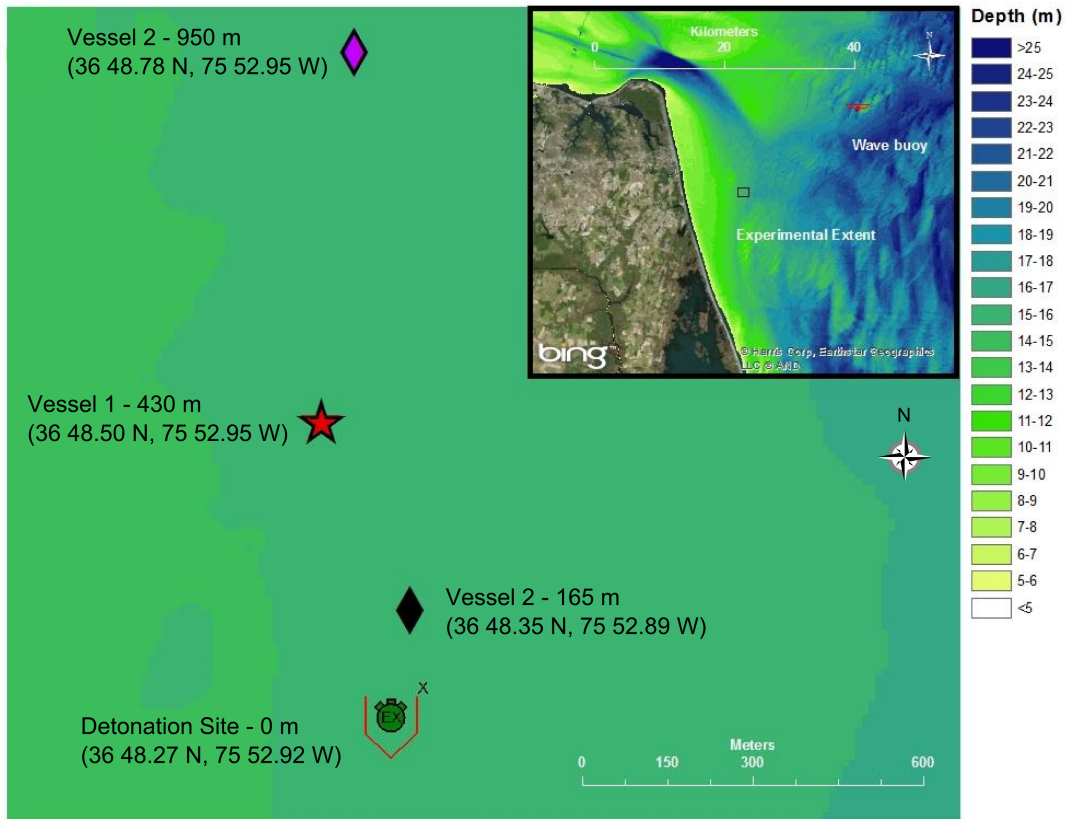 Vessel 2 - 950 m
(36 48.78 N, 75 52.95 W)
Kilometers
0 20 40
N
Wave buoy
Experimental Extent
bing™
© Harris Corp, Earthstar Geographics
LLC © AND
Depth (m)
>25
24-25
23-24
22-23
21-22
20-21
19-20
18-19
17-18
16-17
15-16
14-15
13-14
12-13
11-12
10-11
9-10
8-9
7-8
6-7
5-6
<5
Vessel 1 - 430 m
(36 48.50 N, 75 52.95 W)
N
Vessel 2 - 165 m
(36 48.35 N, 75 52.89 W)
X
EX
Detonation Site - 0 m
(36 48.27 N, 75 52.92 W)
Meters
0 150 300 600